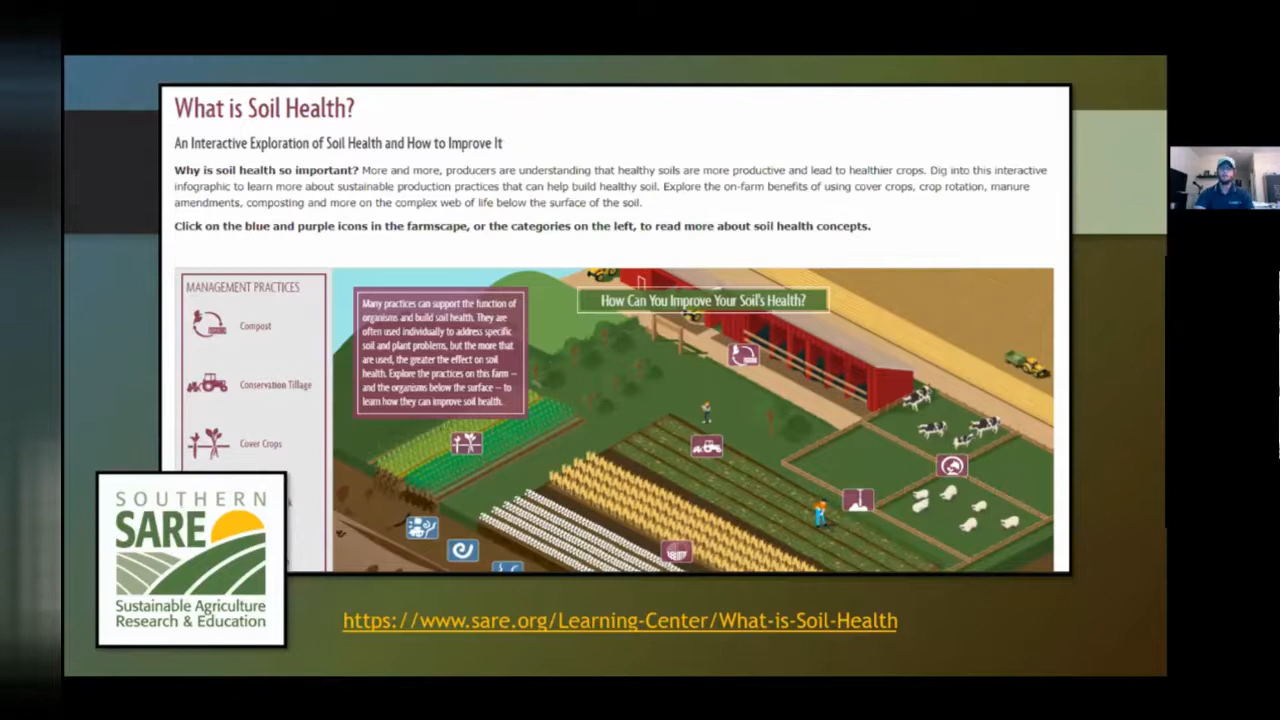 What is Soil Health?
An Interactive Exploration of Soil Health and How to Improve It
Why is soil health so important? More and more, producers are understanding that healthy soils are more productive and lead to healthier crops. Dig into this interactive
infographic to learn more about sustainable production practices that can help build healthy soil. Explore the on-farm benefits of using cover crops, crop rotation, manure
amendments, composting and more on the complex web of life below the surface of the soil.
Click on the blue and purple icons in the farmscape, or the categories on the left, to read more about soil health concepts.
MANAGEMENT PRACTICES
Compost
Conservation Tillage
Cover Crops
Many practices can support the function of
organisms and build soil health. They are
often used individually to address specific
soil and plant problems, but the more that
are used, the greater the effect on soil
health. Explore the practices on this farm —
and the organisms below the surface — to
learn how they can improve soil health.
How Can You Improve Your Soil's Health?
SOUTHERN
SARE
Sustainable Agriculture
Research & Education
https://www.sare.org/Learning-Center/What-is-Soil-Health